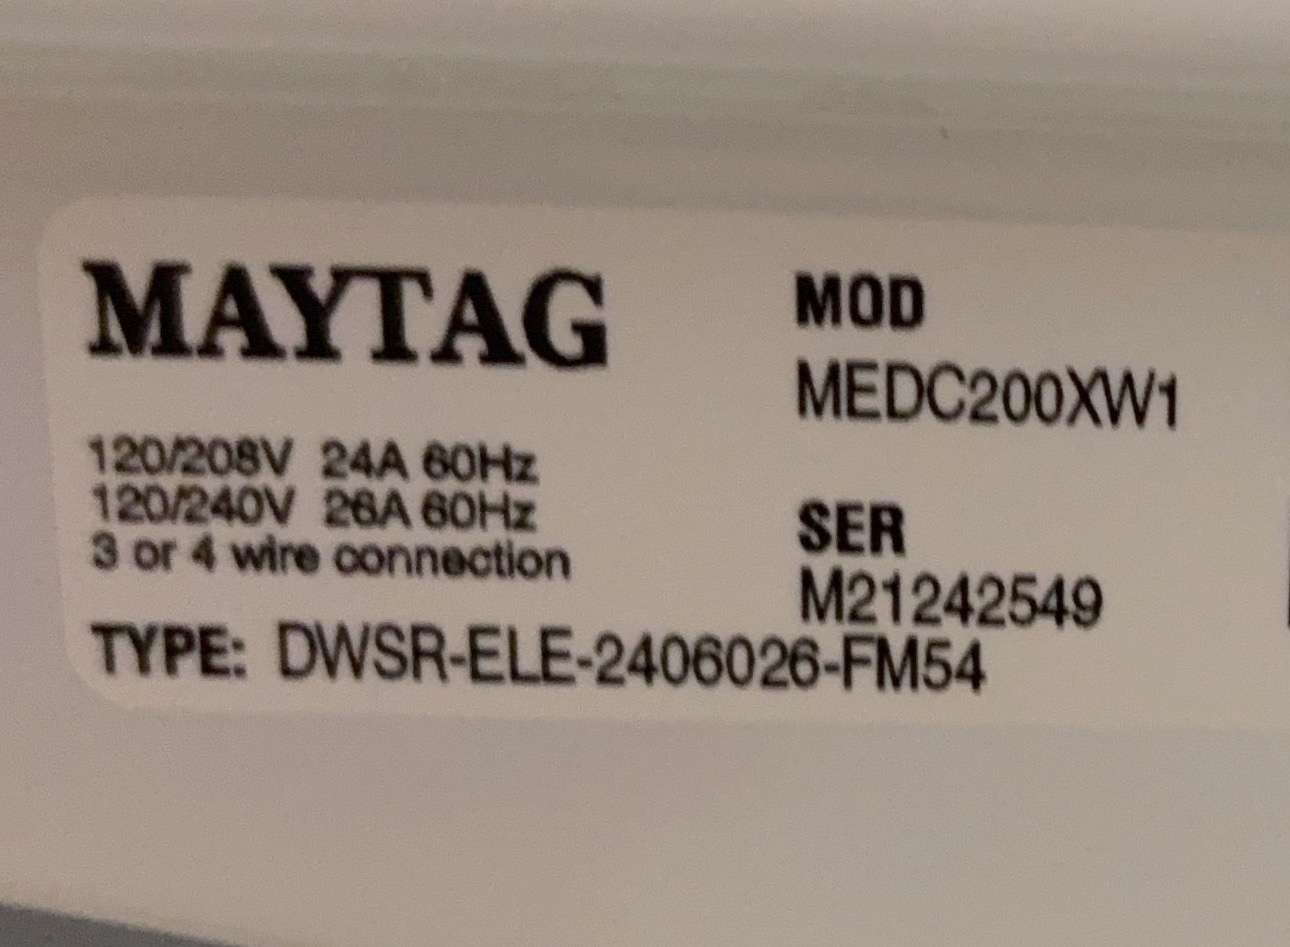 MAYTAG
120/208V 24A 60Hz
120/240V 26A 60Hz
3 or 4 wire connection
MOD
MEDC200XW1
SER
M21242549
TYPE: DWSR-ELE-2406026-FM54